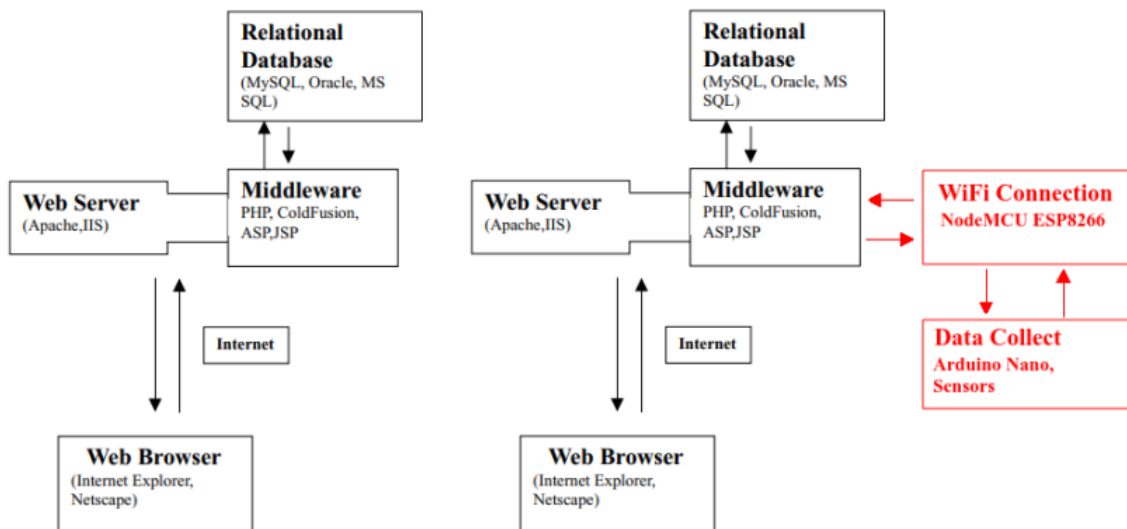 Relational
Database
(MySQL, Oracle, MS
SQL)
Web Server
(Apache,IIS)
Middleware
PHP, ColdFusion,
ASP,JSP
Internet
Web Browser
(Internet Explorer,
Netscape)
Relational
Database
(MySQL, Oracle, MS
SQL)
Web Server
(Apache,IIS)
Middleware
PHP, ColdFusion,
ASP,JSP
WiFi Connection
NodeMCU ESP8266
Internet
Data Collect
Arduino Nano,
Sensors
Web Browser
(Internet Explorer,
Netscape)